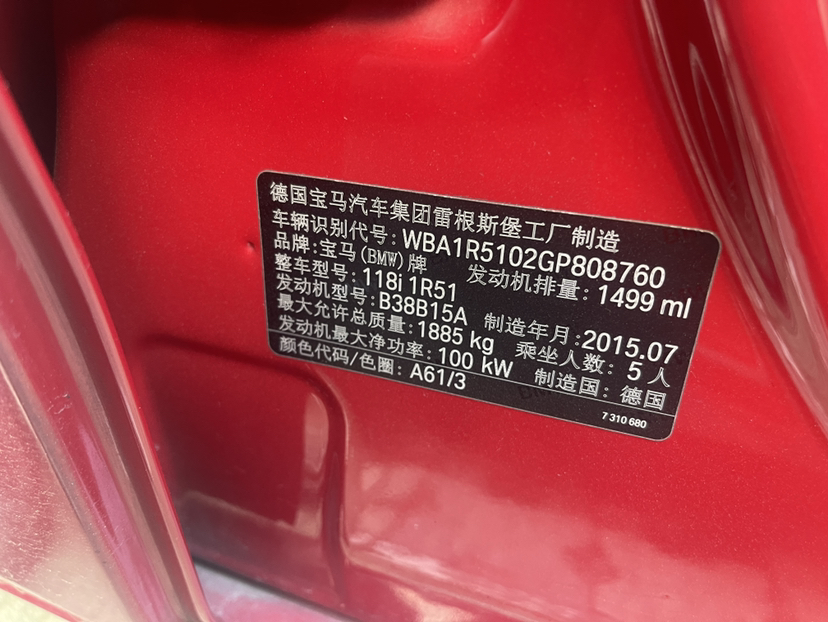 德国宝马汽车集团雷根斯堡工厂制造
车辆识别代号: WBA1R5102GP808760
品牌: 宝马(BMW)牌 发动机排量: 1499 ml
整车型号: 118i 1R51
发动机型号: B38B15A 制造年月: 2015.07
最大允许总质量: 1885 kg 乘坐人数: 5 人
发动机最大净功率: 100 kW 制造国: 德国
颜色代码/色圈: A61/3
7 310 680